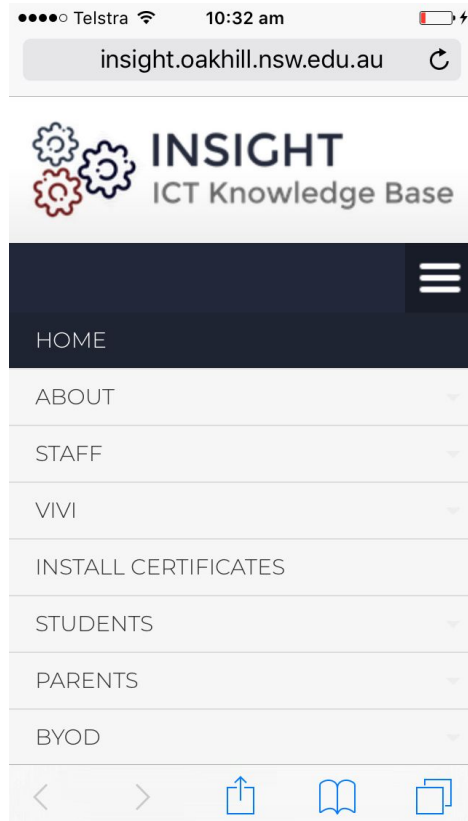 Telstra 10:32 am
insight.oakhill.nsw.edu.au
INSIGHT
ICT Knowledge Base
HOME
ABOUT
STAFF
VIVI
INSTALL CERTIFICATES
STUDENTS
PARENTS
BYOD